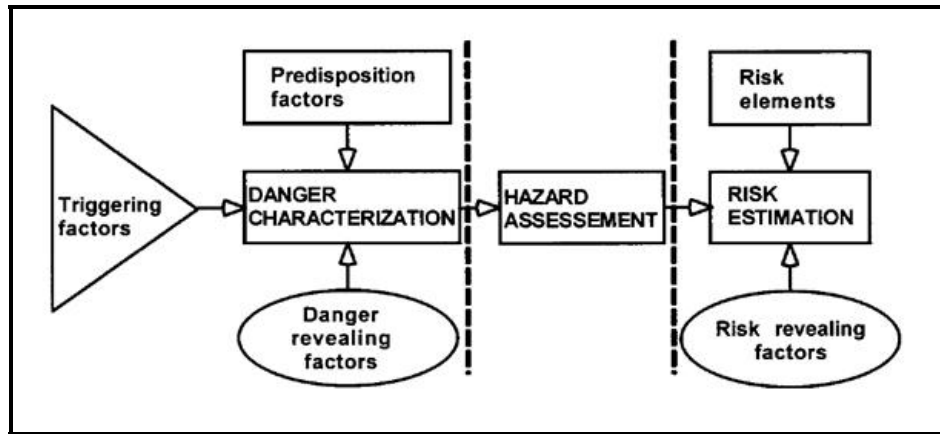 Predisposition
factors
Risk
elements
Triggering
factors
DANGER
CHARACTERIZATION
HAZARD
ASSESSEMENT
RISK
ESTIMATION
Danger
revealing
factors
Risk revealing
factors